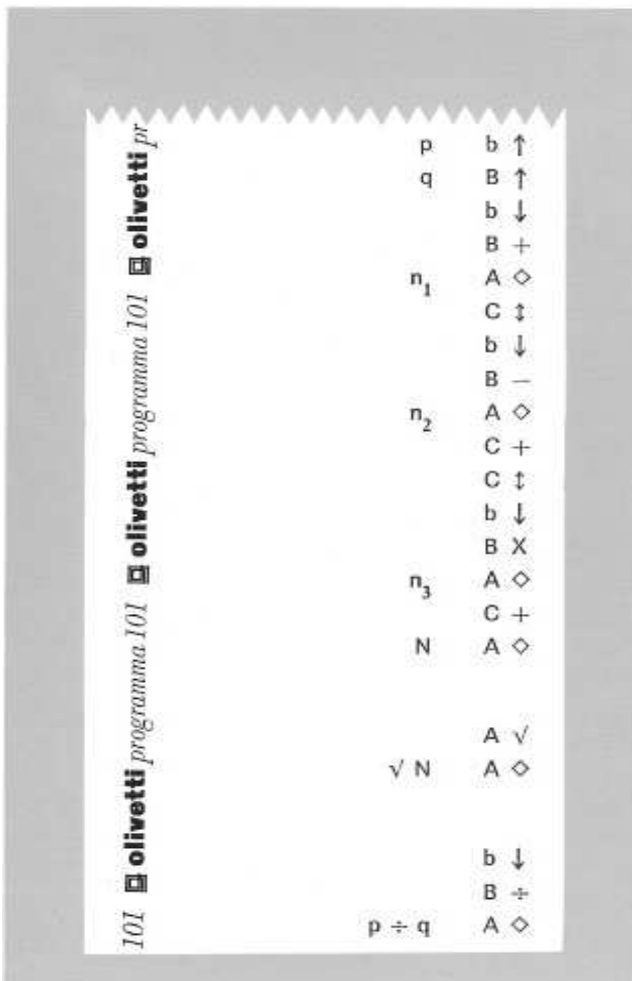 p b ↑
q B ↑
b ↓
B +
n₁ A ◇
C ↕
b ↓
B −
n₂ A ◇
C +
C ↕
b ↓
B X
n₃ A ◇
C +
N A ◇
A √
√ N A ◇
b ↓
B ÷
p ÷ q A ◇
101 olivetti programma 101 olivetti programma 101 olivetti pr